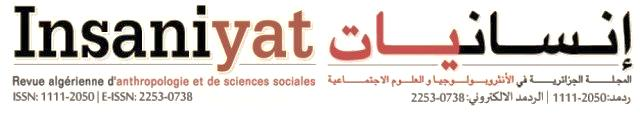 Insaniyat إنسانيات
Revue algérienne d'anthropologie et de sciences sociales المجلة الجزائرية في الأنثروبولوجيا والعلوم الاجتماعية
ISSN: 1111-2050 | E-ISSN: 2253-0738 ردمد: 2050-1111 | الردمد الالكتروني: 0738-2253